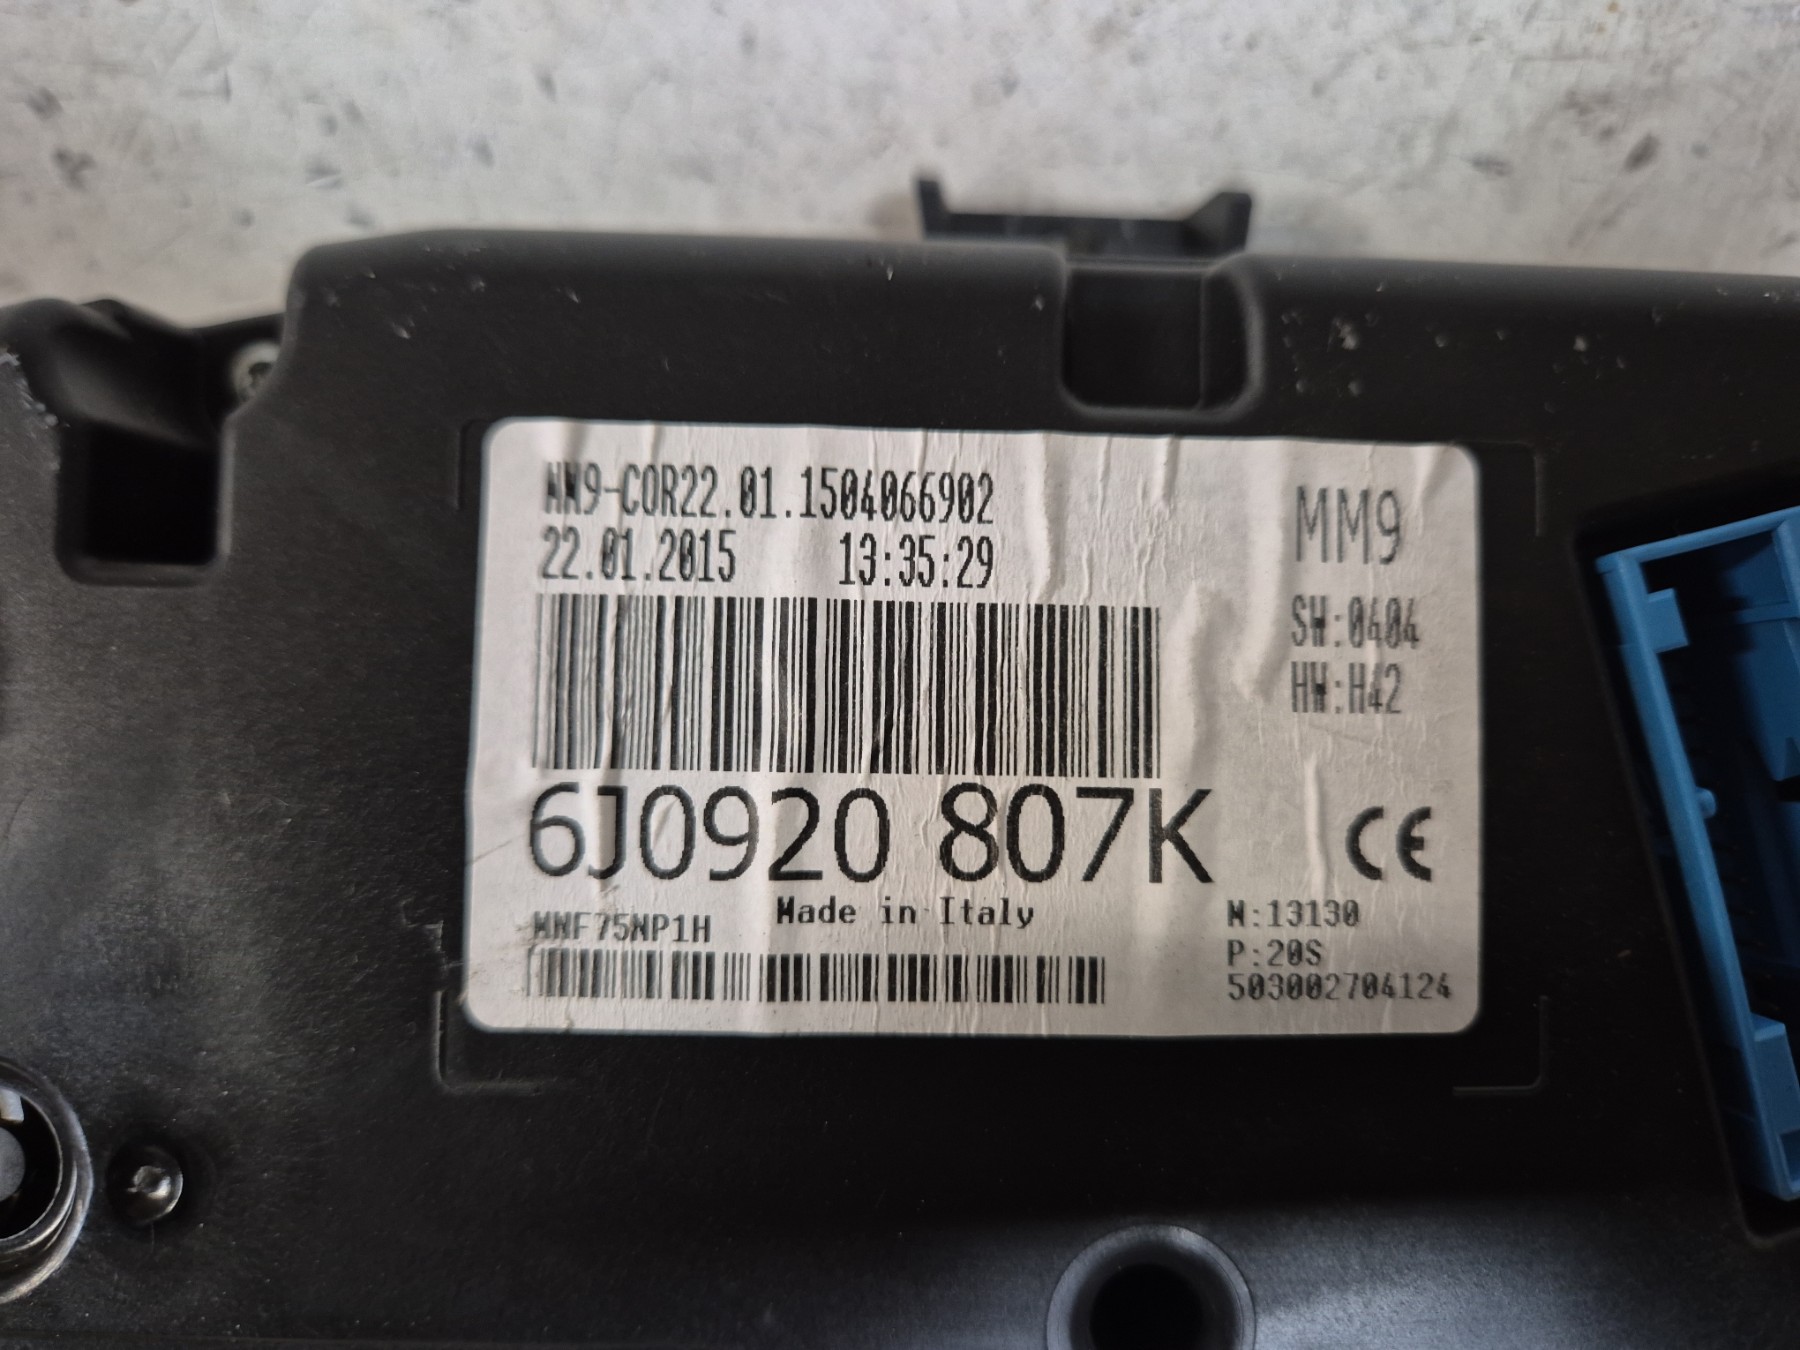 MM9-COR22.01.1504066902
22.01.2015 13:35:29
MM9
SW:0404
HW:H42
6J0920 807K
CE
Made in Italy
MMF75NP1H
M:13130
P:20S
503002704124